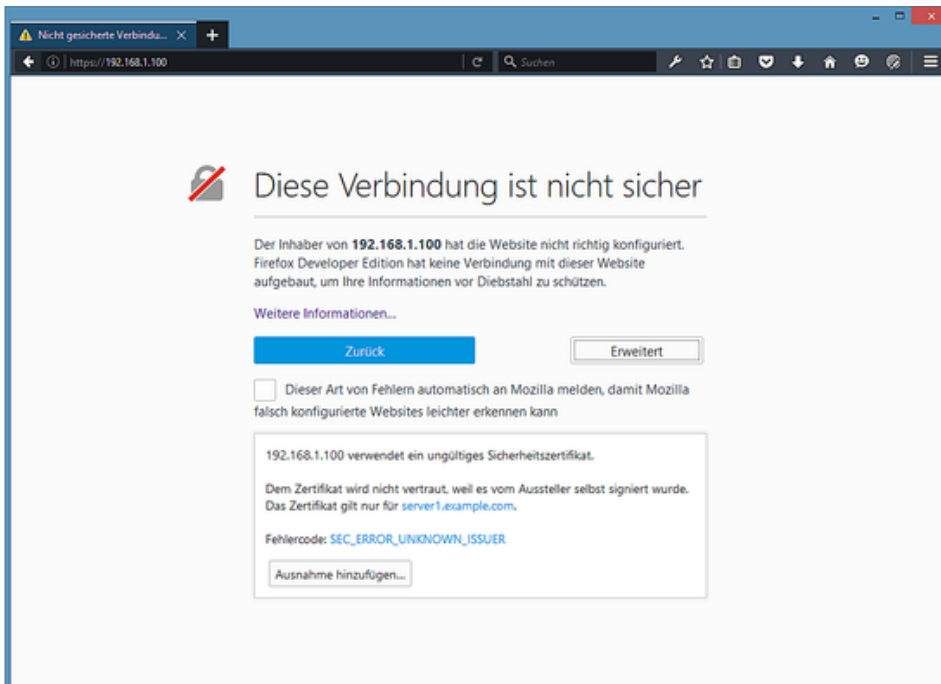 Nicht gesicherte Verbindu...
https://192.168.1.100
Suchen
Diese Verbindung ist nicht sicher
Der Inhaber von 192.168.1.100 hat die Website nicht richtig konfiguriert.
Firefox Developer Edition hat keine Verbindung mit dieser Website
aufgebaut, um Ihre Informationen vor Diebstahl zu schützen.
Weitere Informationen...
Zurück
Erweitert
Dieser Art von Fehlern automatisch an Mozilla melden, damit Mozilla
falsch konfigurierte Websites leichter erkennen kann
192.168.1.100 verwendet ein ungültiges Sicherheitszertifikat.
Dem Zertifikat wird nicht vertraut, weil es vom Aussteller selbst signiert wurde.
Das Zertifikat gilt nur für server1.example.com.
Fehlercode: SEC_ERROR_UNKNOWN_ISSUER
Ausnahme hinzufügen...